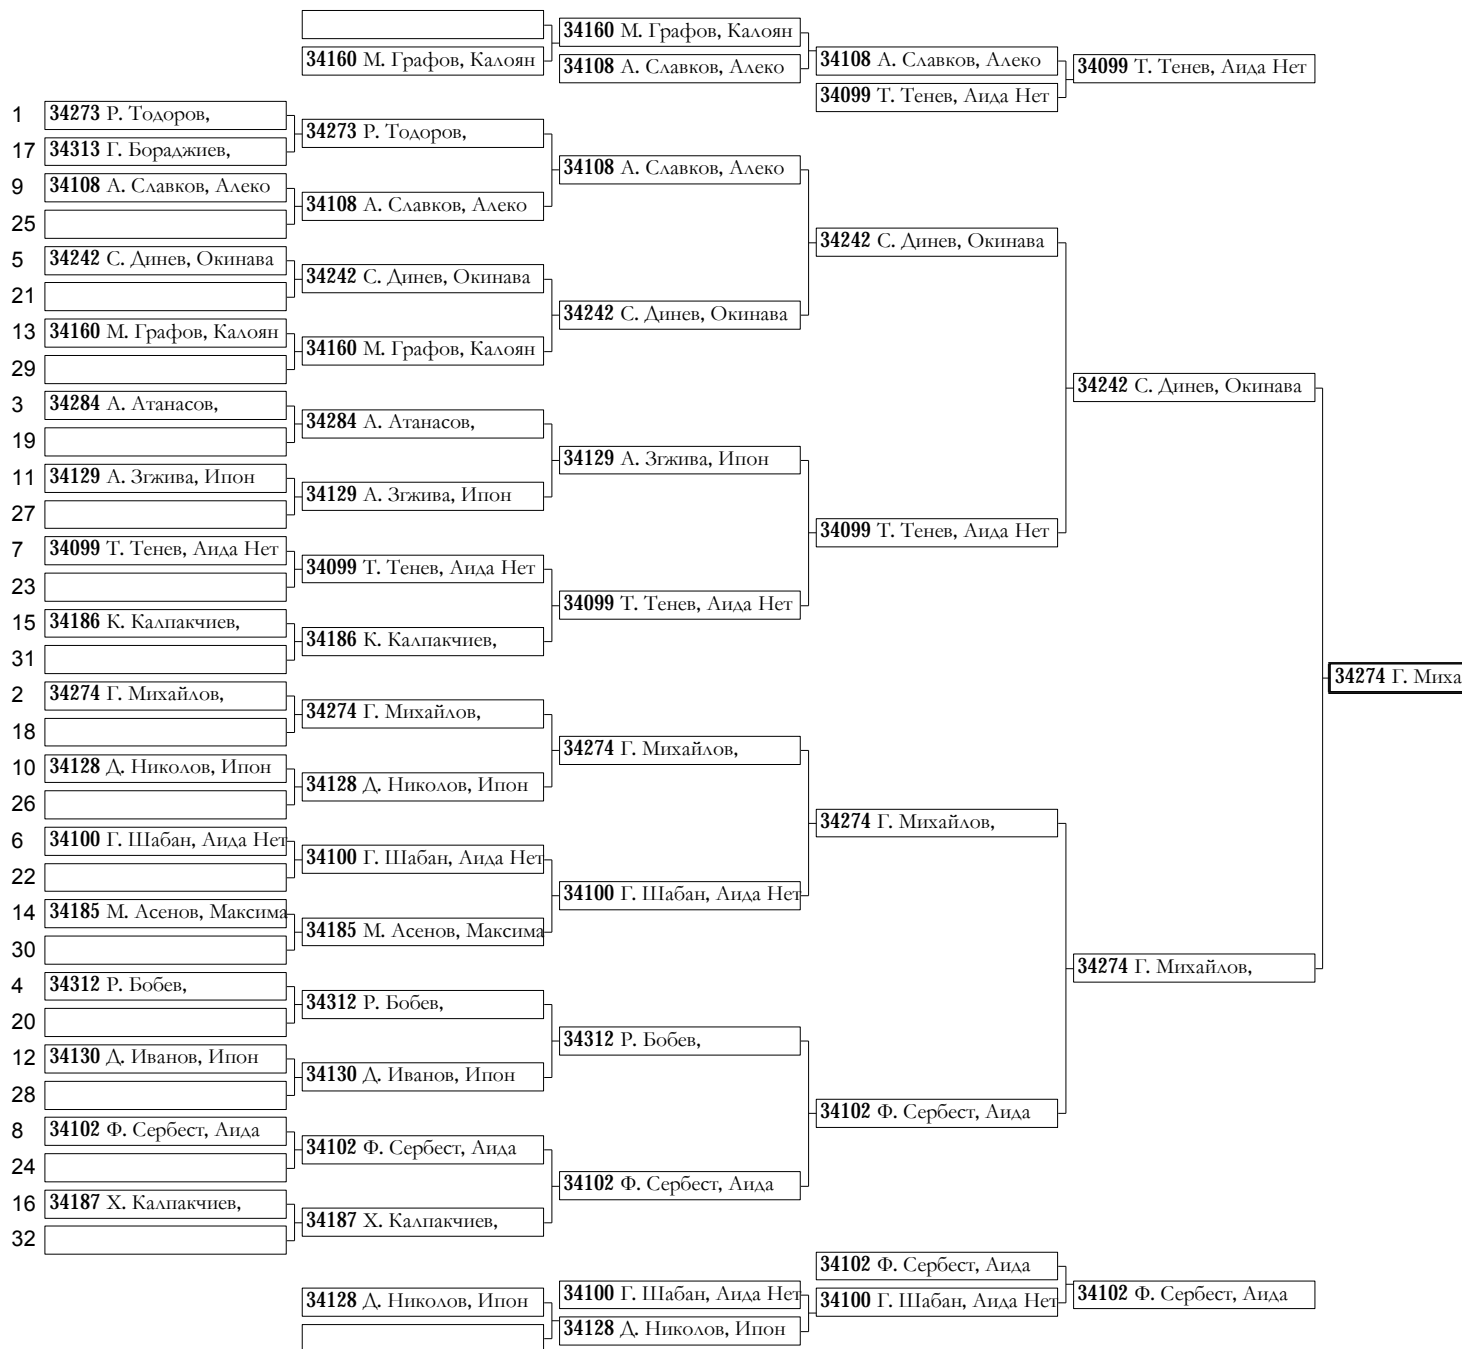 34160 М. Графов, Калоян
34160 М. Графов, Калоян
34108 А. Славков, Алеко
34108 А. Славков, Алеко
34099 Т. Тенев, Аида Нет
34099 Т. Тенев, Аида Нет
1 34273 Р. Тодоров,
34273 Р. Тодоров,
17 34313 Г. Бораджиев,
34108 А. Славков, Алеко
9 34108 А. Славков, Алеко
34108 А. Славков, Алеко
25
34242 С. Динев, Окинава
5 34242 С. Динев, Окинава
34242 С. Динев, Окинава
21
34242 С. Динев, Окинава
13 34160 М. Графов, Калоян
34160 М. Графов, Калоян
29
34242 С. Динев, Окинава
3 34284 А. Атанасов,
34284 А. Атанасов,
19
34129 А. Згжива, Ипон
11 34129 А. Згжива, Ипон
34129 А. Згжива, Ипон
27
34099 Т. Тенев, Аида Нет
7 34099 Т. Тенев, Аида Нет
34099 Т. Тенев, Аида Нет
23
34099 Т. Тенев, Аида Нет
15 34186 К. Калпакчиев,
34186 К. Калпакчиев,
31
34274 Г. Миха
2 34274 Г. Михайлов,
34274 Г. Михайлов,
18
34274 Г. Михайлов,
10 34128 Д. Николов, Ипон
34128 Д. Николов, Ипон
26
34274 Г. Михайлов,
6 34100 Г. Шабан, Аида Нет
34100 Г. Шабан, Аида Нет
22
34100 Г. Шабан, Аида Нет
14 34185 М. Асенов, Максима
34185 М. Асенов, Максима
30
34274 Г. Михайлов,
4 34312 Р. Бобев,
34312 Р. Бобев,
20
34312 Р. Бобев,
12 34130 Д. Иванов, Ипон
34130 Д. Иванов, Ипон
28
34102 Ф. Сербест, Аида
8 34102 Ф. Сербест, Аида
34102 Ф. Сербест, Аида
24
34102 Ф. Сербест, Аида
16 34187 Х. Калпакчиев,
34187 Х. Калпакчиев,
32
34102 Ф. Сербест, Аида
34128 Д. Николов, Ипон
34100 Г. Шабан, Аида Нет
34100 Г. Шабан, Аида Нет
34102 Ф. Сербест, Аида
34128 Д. Николов, Ипон